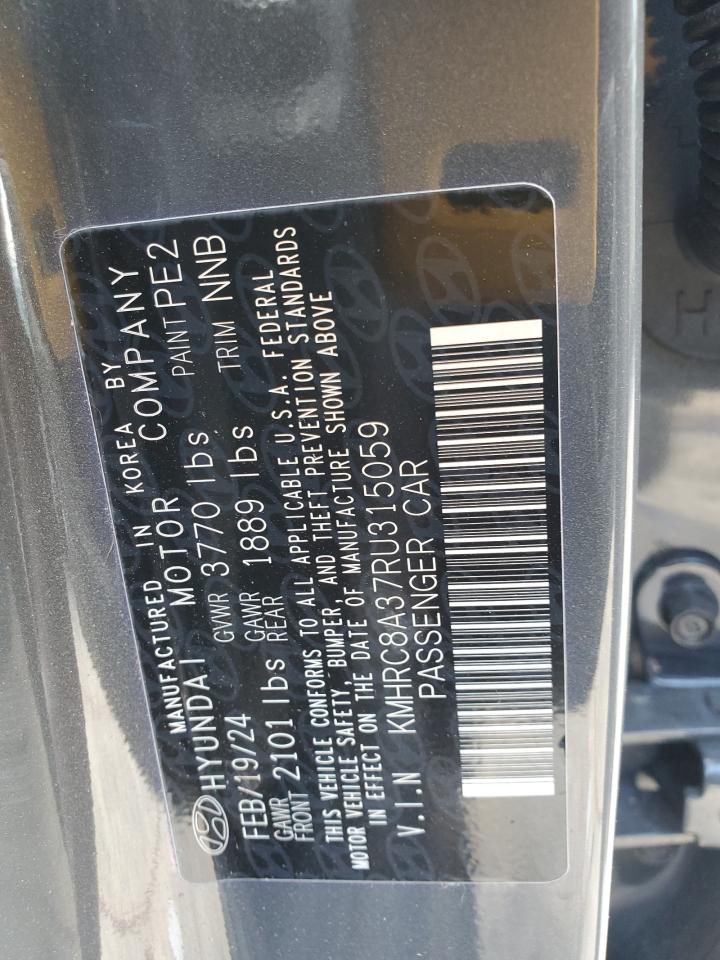 MANUFACTURED IN KOREA BY
HYUNDAI MOTOR COMPANY
FEB/19/24 GVWR 3770 lbs PAINT PE2
GAWR FRONT 2101 lbs GAWR REAR 1889 lbs TRIM NNB
THIS VEHICLE CONFORMS TO ALL APPLICABLE U.S.A. FEDERAL
MOTOR VEHICLE SAFETY, BUMPER, AND THEFT PREVENTION STANDARDS
IN EFFECT ON THE DATE OF MANUFACTURE SHOWN ABOVE
V.I.N KMHRC8A37RU315059
PASSENGER CAR